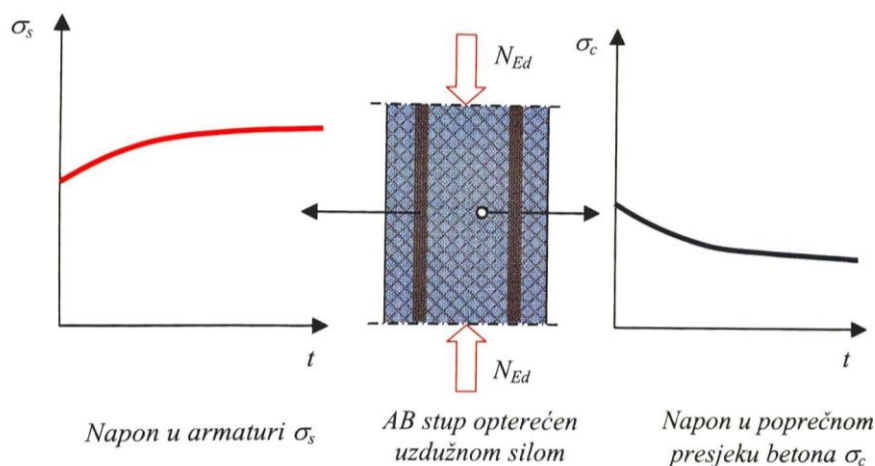 σs
NEd
σc
t
NEd
t
Napon u armaturi σs
AB stup opterećen
uzdužnom silom
Napon u poprečnom
presjeku betona σc